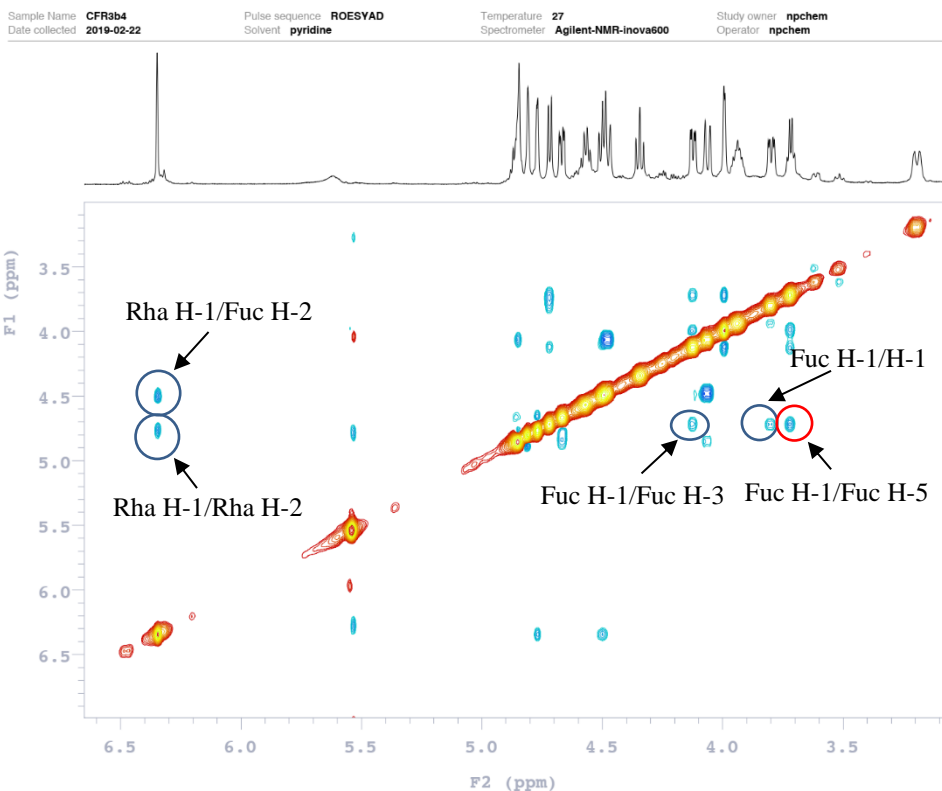 Sample Name CFR3b4 Pulse sequence ROESYAD Temperature 27 Study owner npchem
Date collected 2019-02-22 Solvent pyridine Spectrometer Agilent-NMR-inova600 Operator npchem
F1 (ppm)
3.5
4.0
4.5
5.0
5.5
6.0
6.5
Rha H-1/Fuc H-2
Fuc H-1/H-1
Rha H-1/Rha H-2
Fuc H-1/Fuc H-3
Fuc H-1/Fuc H-5
6.5 6.0 5.5 5.0 4.5 4.0 3.5
F2 (ppm)